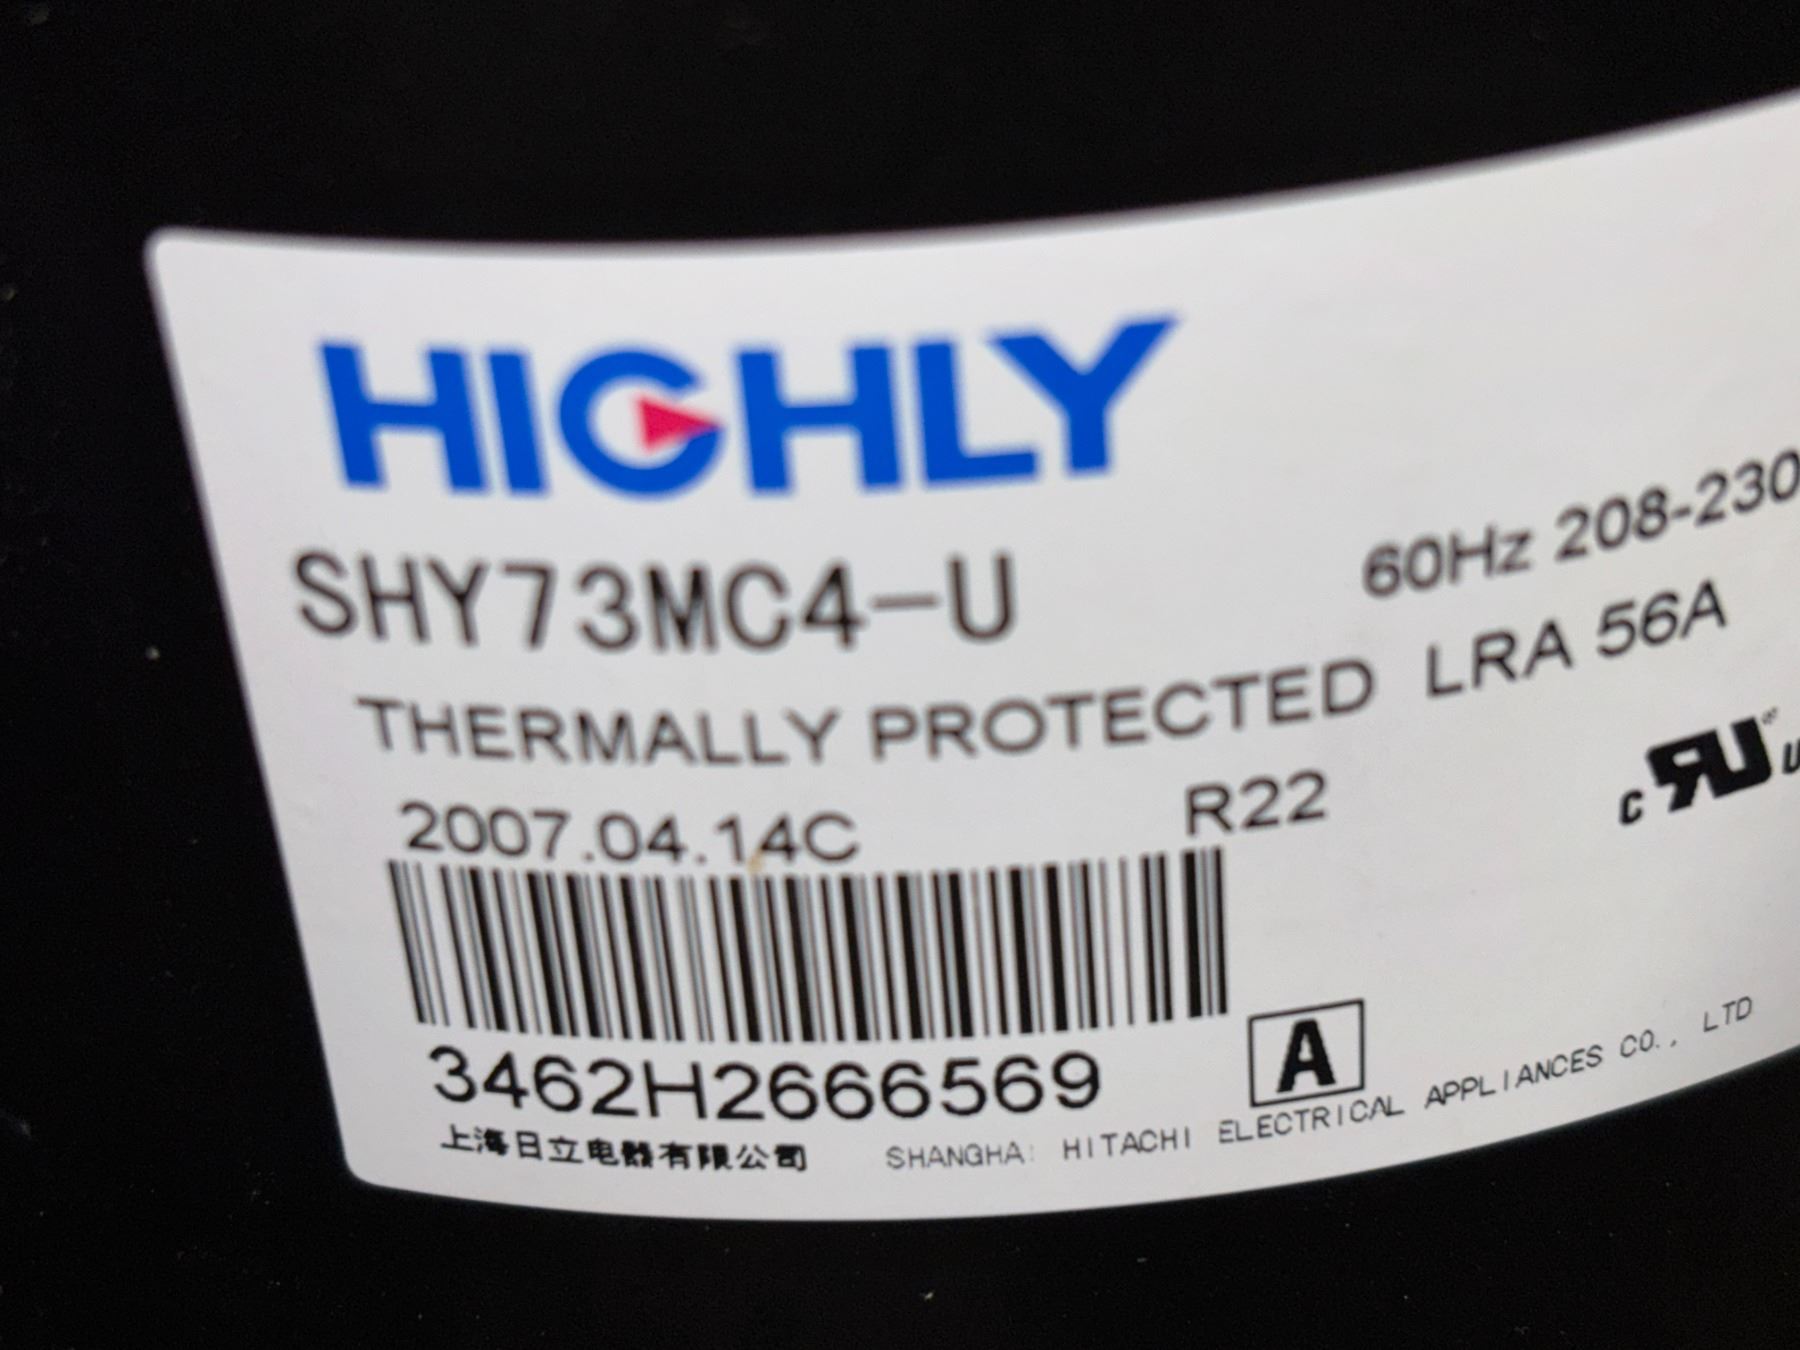 HIGHLY
SHY73MC4-U
60Hz 208-230
THERMALLY PROTECTED LRA 56A
2007.04.14C
R22
c RU U
3462H2666569
A
上海日立电器有限公司 SHANGHAI HITACHI ELECTRICAL APPLIANCES CO., LTD